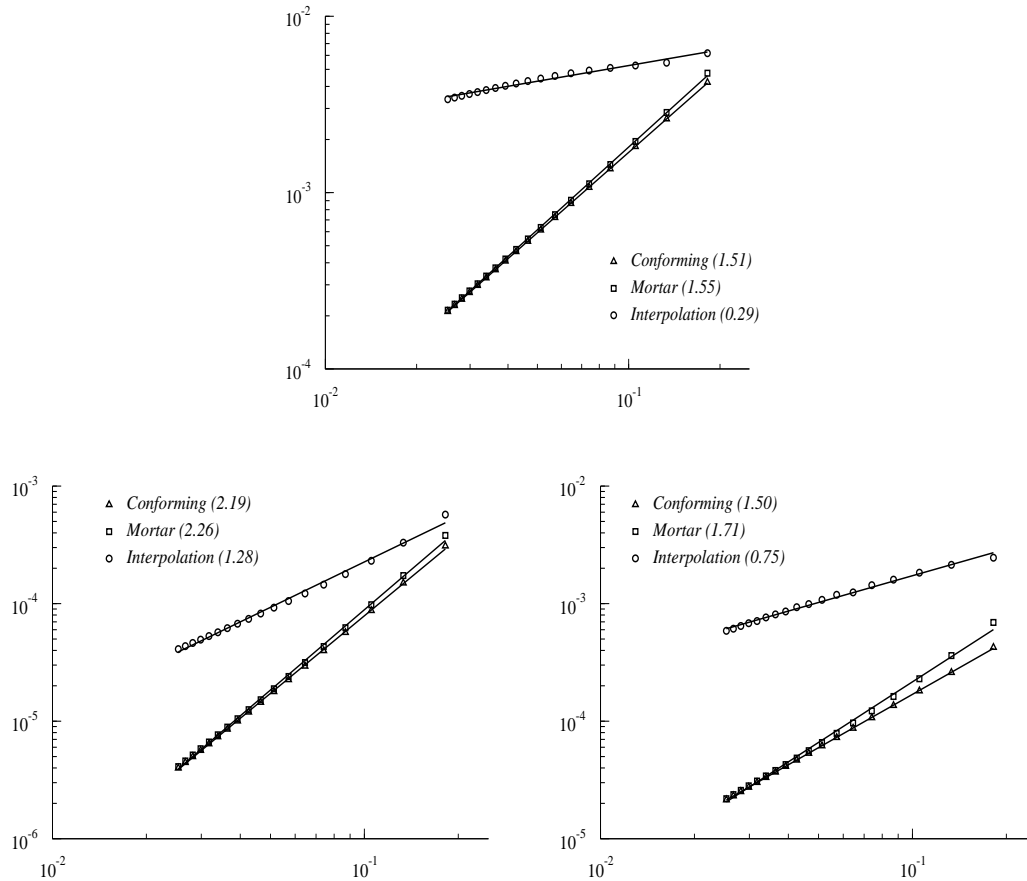 10^-2
10^-3
10^-4
10^-2
10^-1
Conforming (1.51)
Mortar (1.55)
Interpolation (0.29)
10^-3
10^-4
10^-5
10^-6
10^-2
10^-1
Conforming (2.19)
Mortar (2.26)
Interpolation (1.28)
10^-2
10^-3
10^-4
10^-5
10^-2
10^-1
Conforming (1.50)
Mortar (1.71)
Interpolation (0.75)